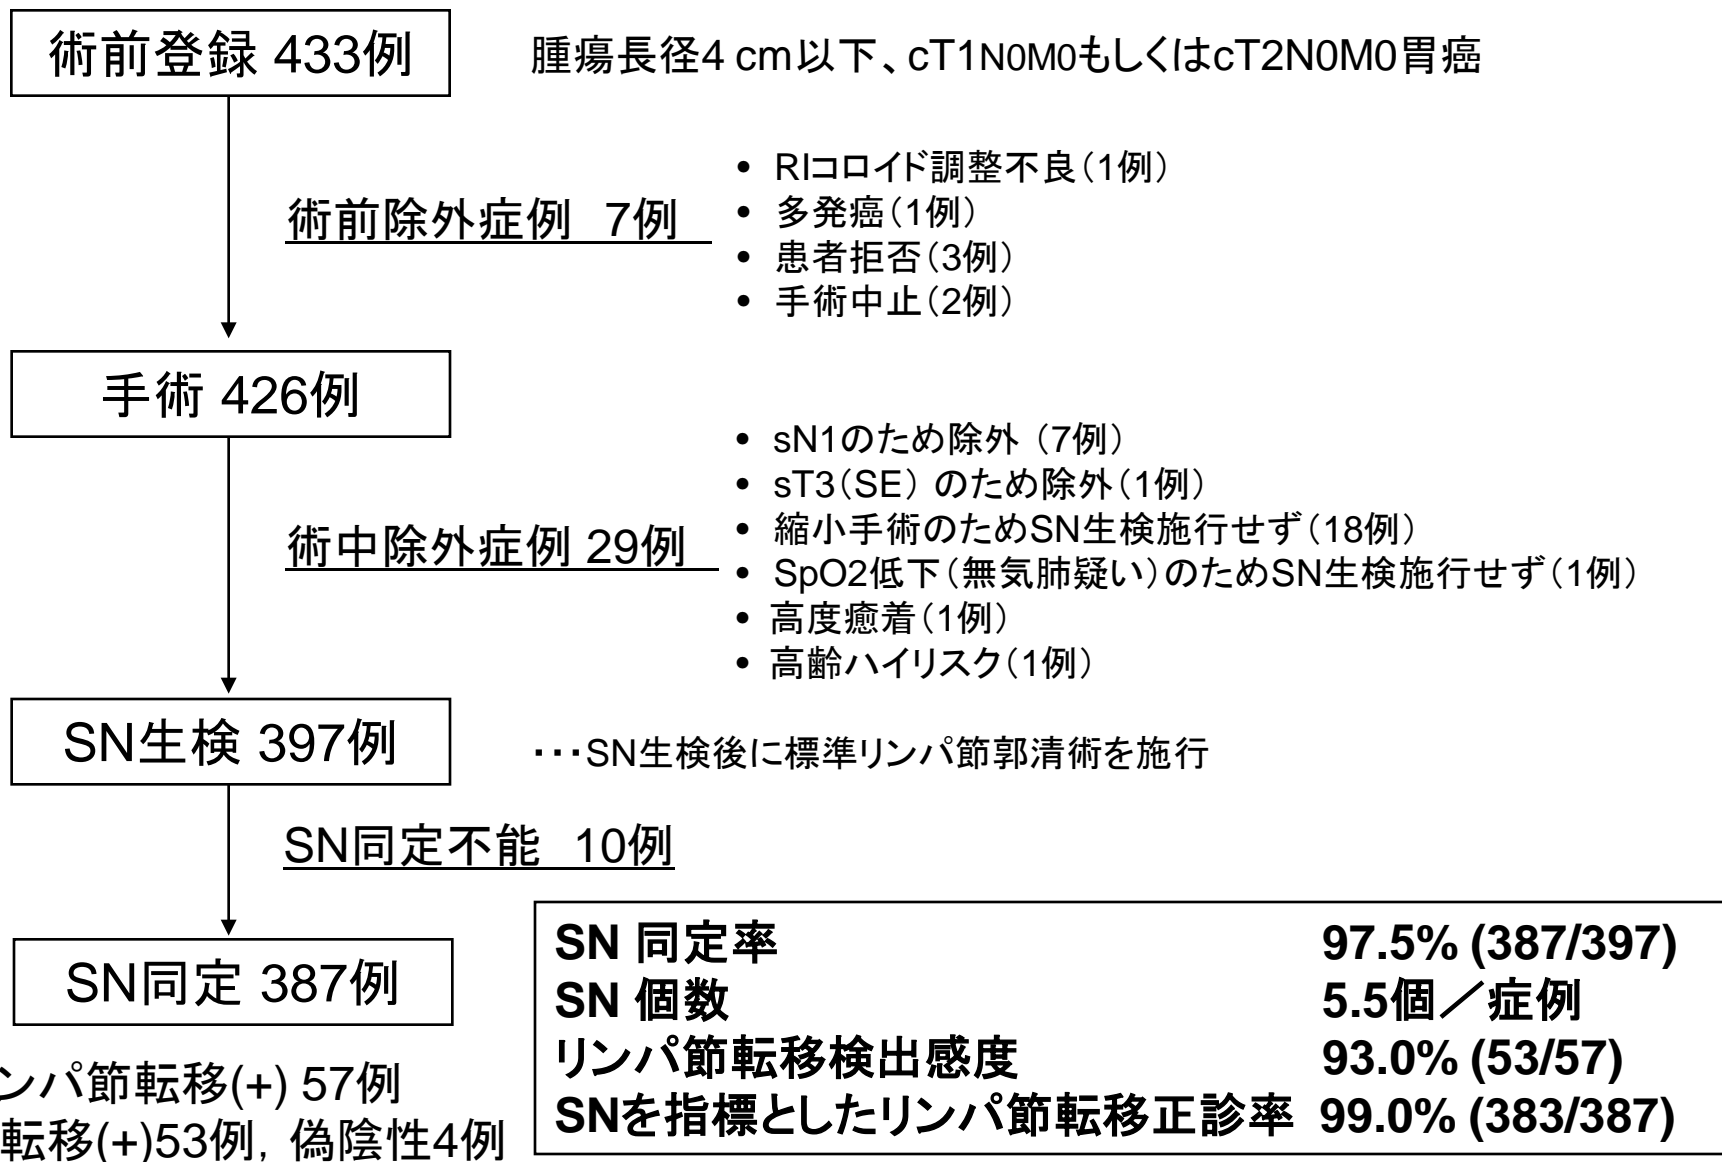 術前登録 433例
腫瘍長径4 cm以下、cT1N0M0もしくはcT2N0M0胃癌
• RIコロイド調整不良（1例）
術前除外症例　7例
• 多発癌（1例）
• 患者拒否（3例）
• 手術中止（2例）
手術 426例
• sN1のため除外 （7例）
• sT3（SE） のため除外（1例）
• 縮小手術のためSN生検施行せず（18例）
術中除外症例 29例
• SpO2低下（無気肺疑い）のためSN生検施行せず（1例）
• 高度癒着（1例）
• 高齢ハイリスク（1例）
SN生検 397例
・・・SN生検後に標準リンパ節郭清術を施行
SN同定不能　10例
SN同定 387例
SN 同定率 97.5% (387/397)
SN 個数 5.5個／症例
リンパ節転移検出感度 93.0% (53/57)
SNを指標としたリンパ節転移正診率 99.0% (383/387)
ンパ節転移(+) 57例
転移(+)53例, 偽陰性4例